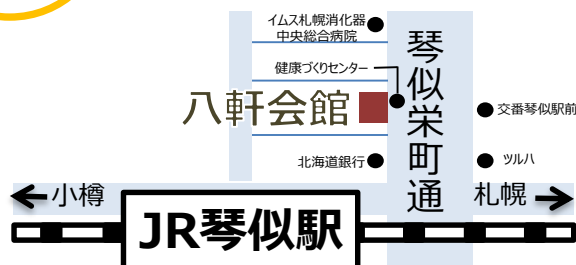 イムス札幌消化器
中央総合病院
健康づくりセンター
八軒会館
琴似栄町通
交番琴似駅前
北海道銀行
ツルハ
小樽
札幌
JR琴似駅